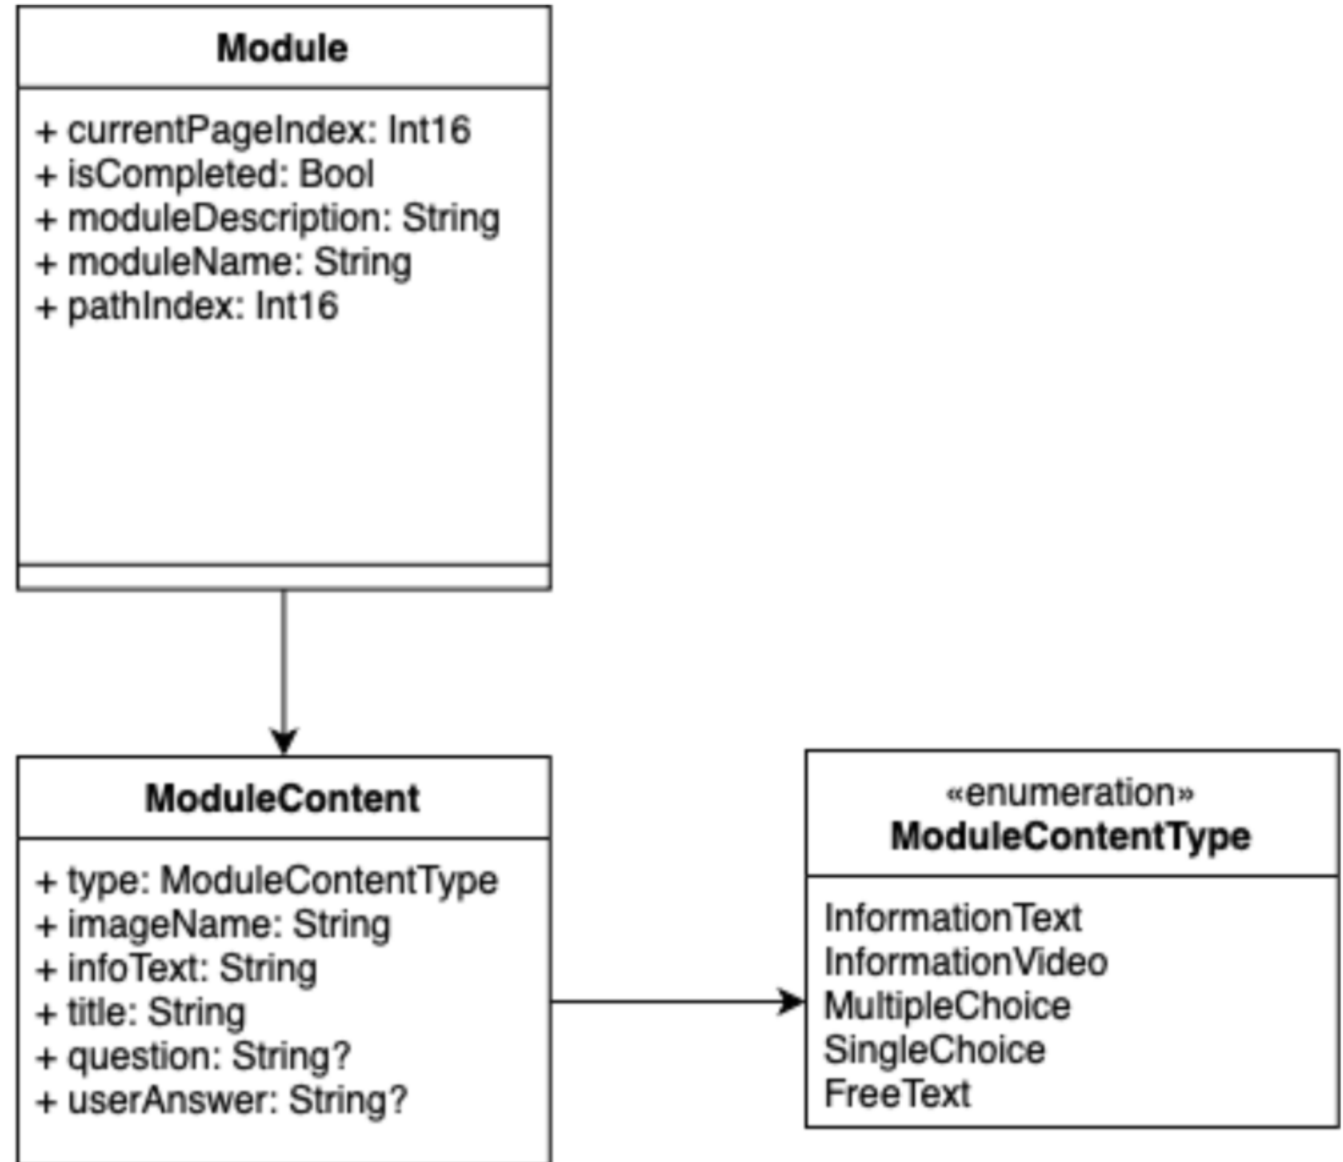 Module
+ currentPageIndex: Int16
+ isCompleted: Bool
+ moduleDescription: String
+ moduleName: String
+ pathIndex: Int16
ModuleContent
+ type: ModuleContentType
+ imageName: String
+ infoText: String
+ title: String
+ question: String?
+ userAnswer: String?
«enumeration»
ModuleContentType
InformationText
InformationVideo
MultipleChoice
SingleChoice
FreeText